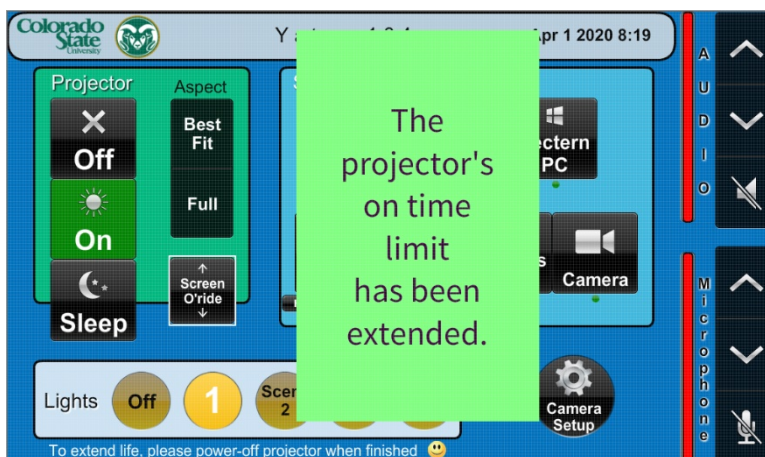 Colorado
State
University
Apr 1 2020 8:19
Projector
Aspect
Off
Best
Fit
Full
On
Sleep
Screen
O'ride
The
projector's
on time
limit
has been
extended.
PC
Camera
Lights
Off
1
2
Camera
Setup
AUDIO
Microphone
To extend life, please power-off projector when finished